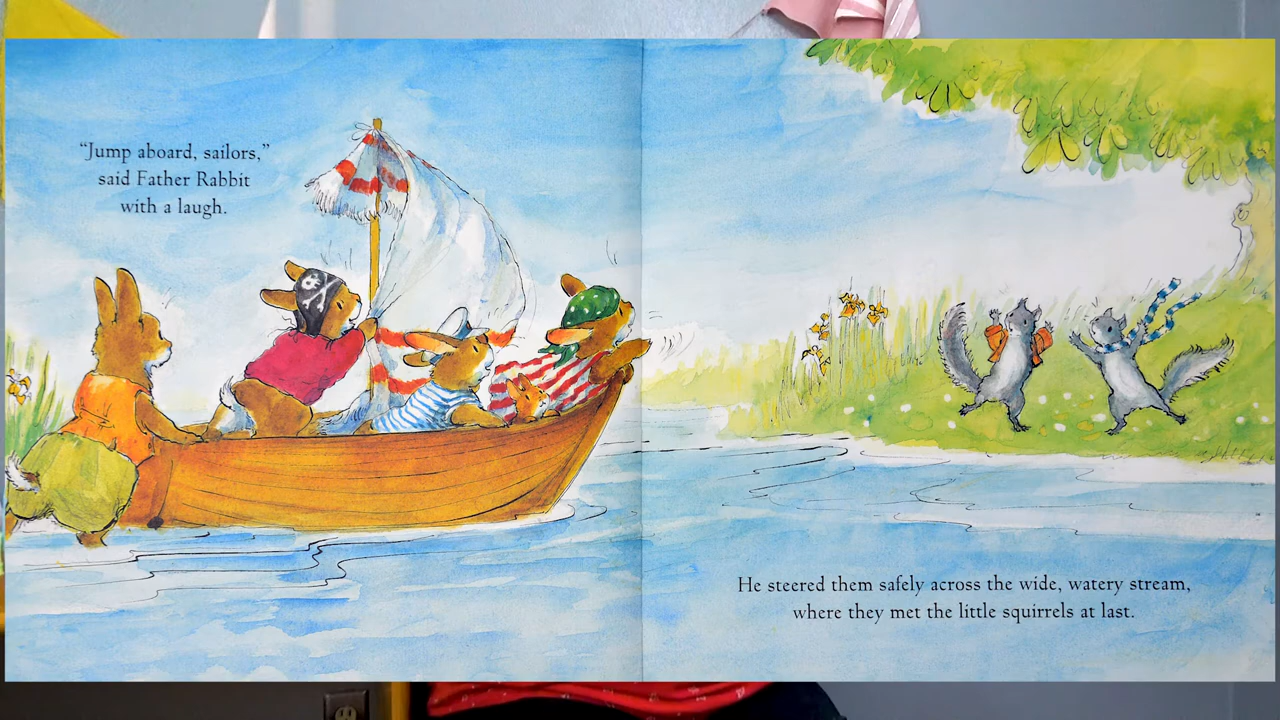 “Jump aboard, sailors,”
said Father Rabbit
with a laugh.
He steered them safely across the wide, watery stream,
where they met the little squirrels at last.